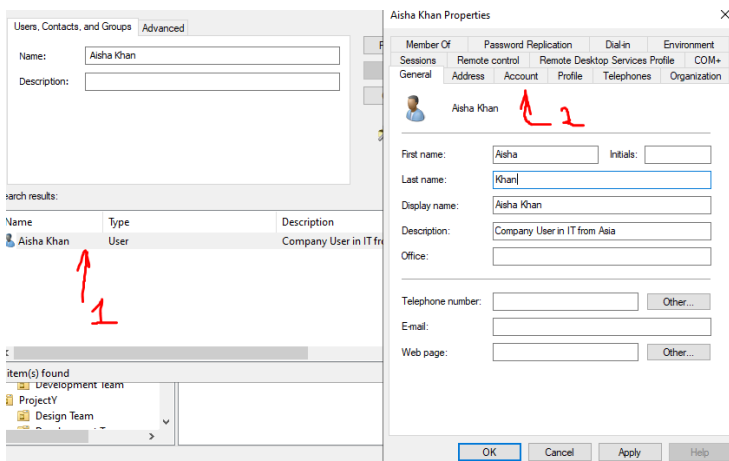 Users, Contacts, and Groups
Advanced
Name:
Aisha Khan
Description:
earch results:
Name
Type
Description
Aisha Khan
User
Company User in IT fr
1
item(s) found
Development Team
ProjectY
Design Team
Aisha Khan Properties
Member Of
Password Replication
Dial-in
Environment
Sessions
Remote control
Remote Desktop Services Profile
COM+
General
Address
Account
Profile
Telephones
Organization
Aisha Khan
2
First name:
Aisha
Initials:
Last name:
Khan
Display name:
Aisha Khan
Description:
Company User in IT from Asia
Office:
Telephone number:
Other...
E-mail:
Web page:
Other...
OK
Cancel
Apply
Help